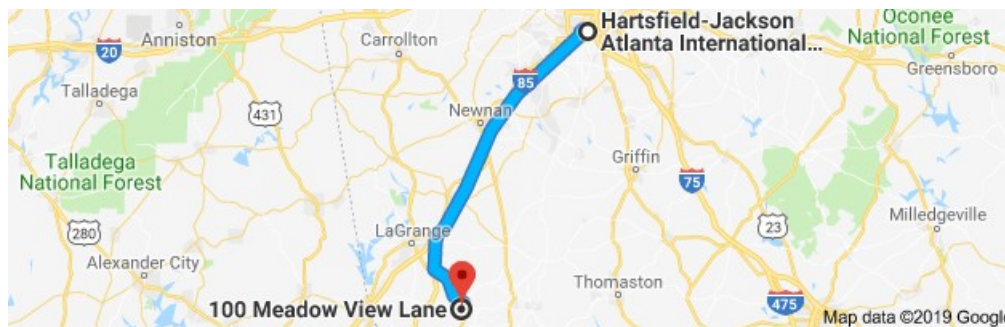 Anniston
Carrollton
Hartsfield-Jackson
Atlanta International...
Oconee
National Forest
20
85
Greensboro
Talladega
431
Newnan
Talladega
National Forest
Griffin
75
280
LaGrange
23
Milledgeville
Alexander City
Thomaston
100 Meadow View Lane
475
Map data ©2019 Google